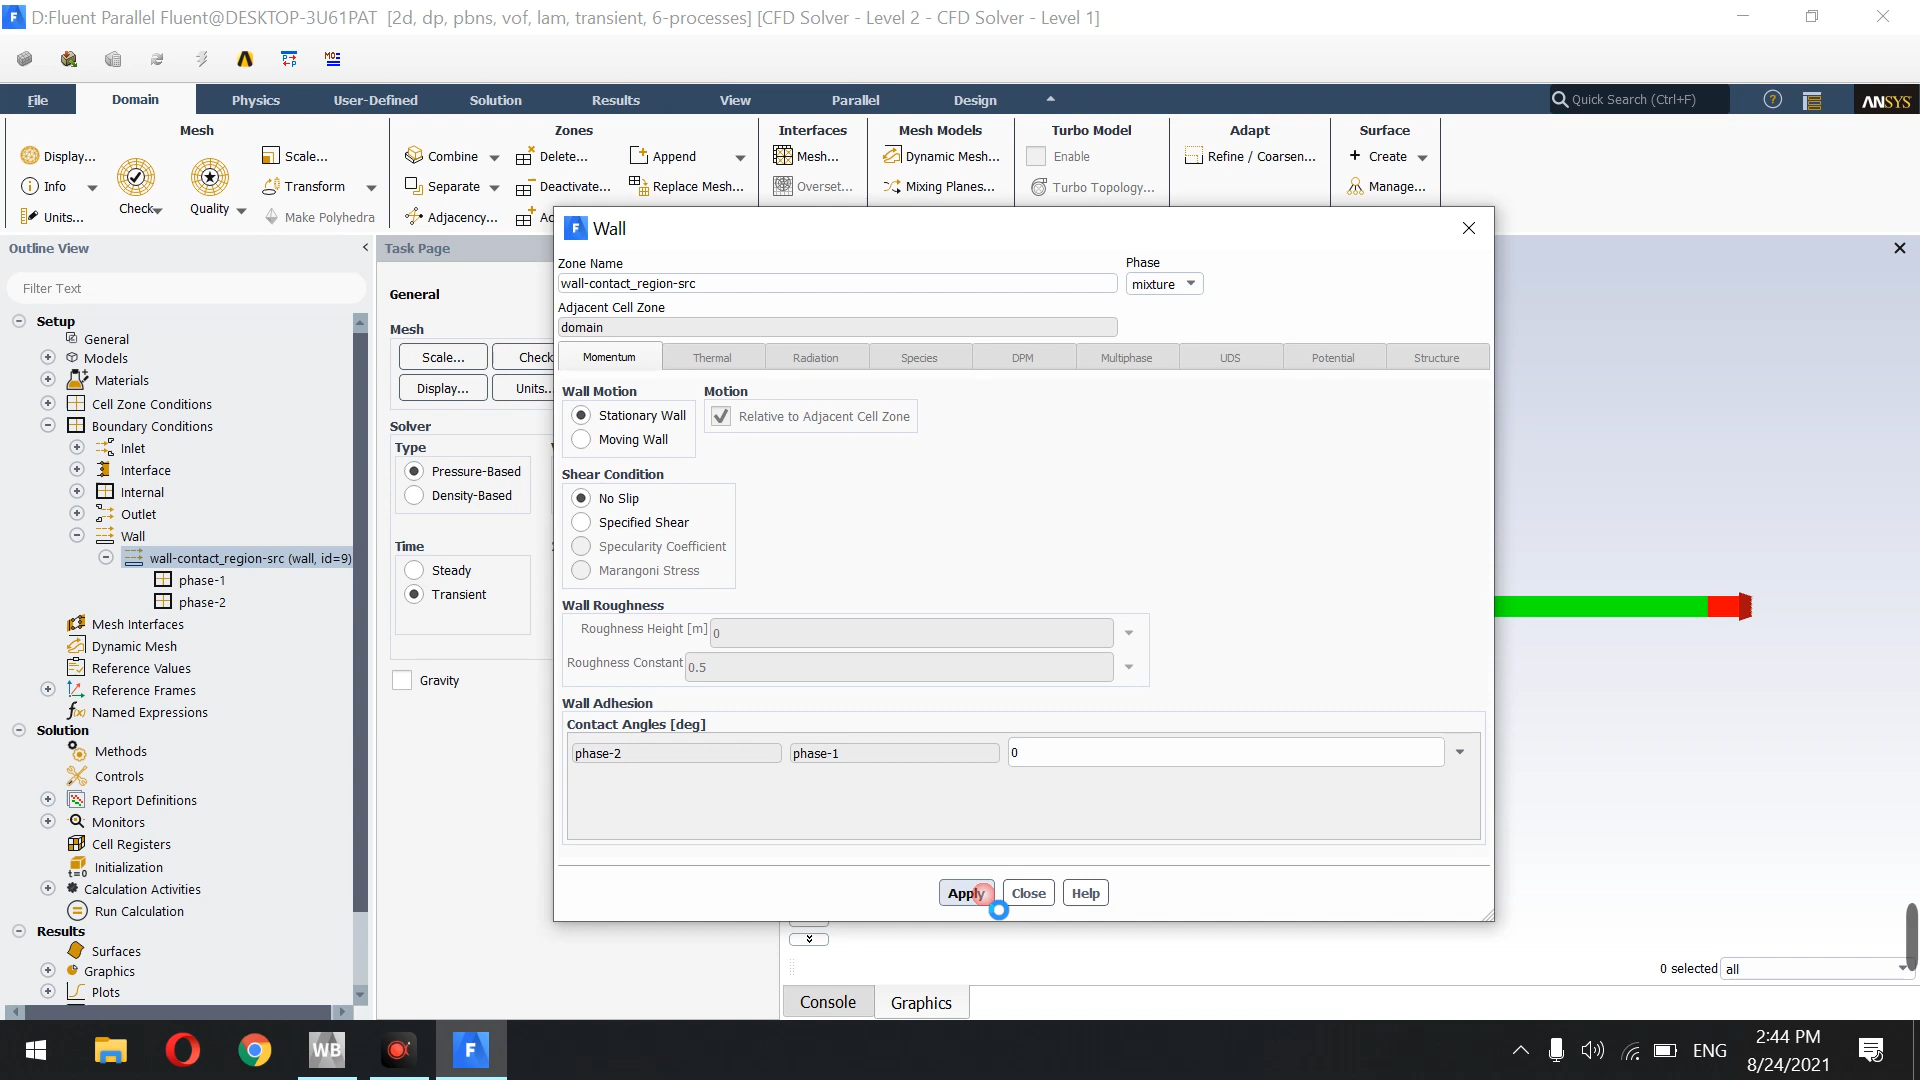 D:Fluent Parallel Fluent@DESKTOP-3U61PAT [2d, dp, pbns, vof, lam, transient, 6-processes] [CFD Solver - Level 2 - CFD Solver - Level 1]
File Domain Physics User-Defined Solution Results View Parallel Design Quick Search (Ctrl+F) ANSYS
Mesh
Display...
Info
Units...
Check
Quality
Scale...
Transform
Make Polyhedra
Zones
Combine
Delete...
Append
Separate
Deactivate...
Replace Mesh...
Adjacency...
Interfaces
Mesh...
Overset...
Mesh Models
Dynamic Mesh...
Mixing Planes...
Turbo Model
Enable
Turbo Topology...
Adapt
Refine / Coarsen...
Surface
Create
Manage...
Outline View
Filter Text
Setup
General
Models
Materials
Cell Zone Conditions
Boundary Conditions
Inlet
Interface
Internal
Outlet
Wall
wall-contact_region-src (wall, id=9)
phase-1
phase-2
Mesh Interfaces
Dynamic Mesh
Reference Values
Reference Frames
Named Expressions
Solution
Methods
Controls
Report Definitions
Monitors
Cell Registers
Initialization
Calculation Activities
Run Calculation
Results
Surfaces
Graphics
Plots
Task Page
General
Mesh
Scale...
Check
Display...
Units...
Solver
Type
Pressure-Based
Density-Based
Time
Steady
Transient
Gravity
Wall
Zone Name
wall-contact_region-src
Phase
mixture
Adjacent Cell Zone
domain
Momentum Thermal Radiation Species DPM Multiphase UDS Potential Structure
Wall Motion
Stationary Wall
Moving Wall
Motion
Relative to Adjacent Cell Zone
Shear Condition
No Slip
Specified Shear
Specularity Coefficient
Marangoni Stress
Wall Roughness
Roughness Height [m] 0
Roughness Constant 0.5
Wall Adhesion
Contact Angles [deg]
phase-2 phase-1 0
Apply Close Help
0 selected all
Console Graphics
WB
ENG
2:44 PM
8/24/2021